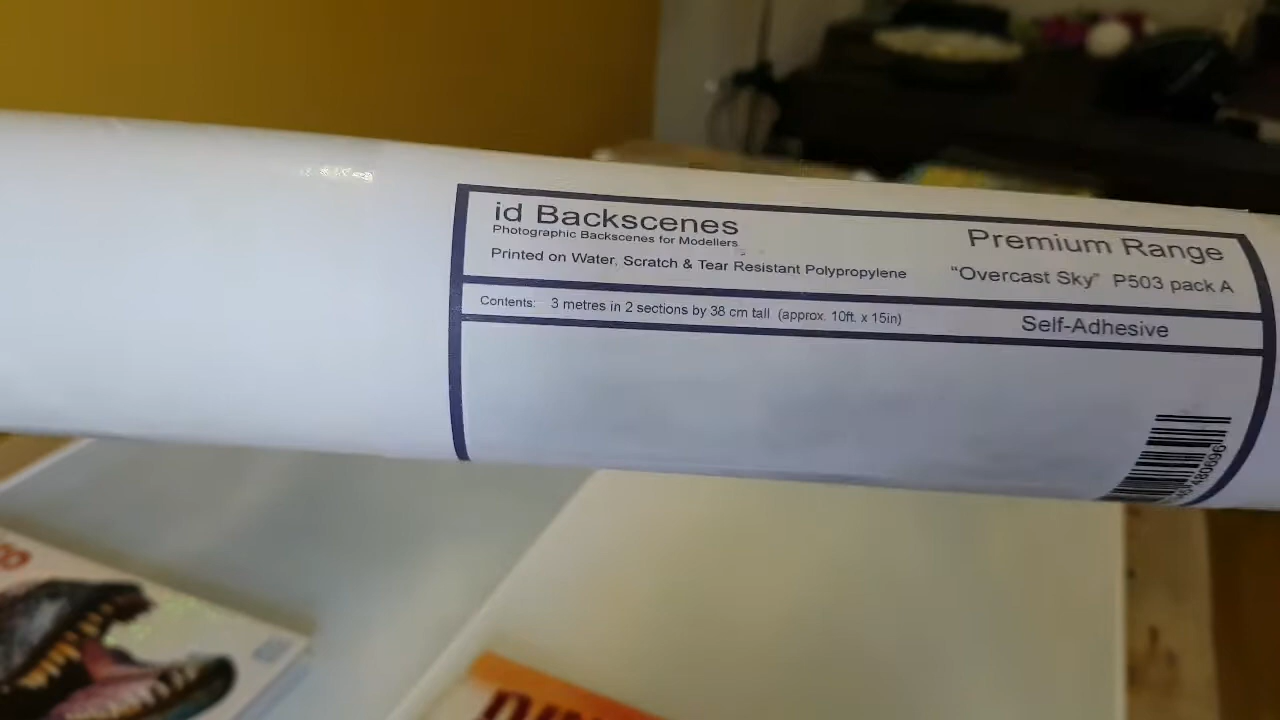 id Backscenes
Photographic Backscenes for Modellers
Printed on Water, Scratch & Tear Resistant Polypropylene
Premium Range
"Overcast Sky" P503 pack A
Contents: 3 metres in 2 sections by 38 cm tall (approx. 10ft. x 15in)
Self-Adhesive